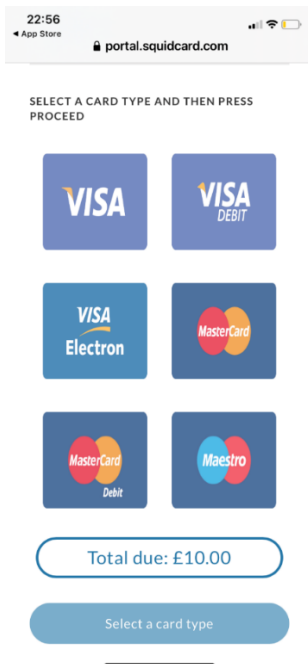 22:56
◀ App Store
portal.squidcard.com
SELECT A CARD TYPE AND THEN PRESS
PROCEED
VISA
VISA
DEBIT
VISA
Electron
MasterCard
MasterCard
Debit
Maestro
Total due: £10.00
Select a card type